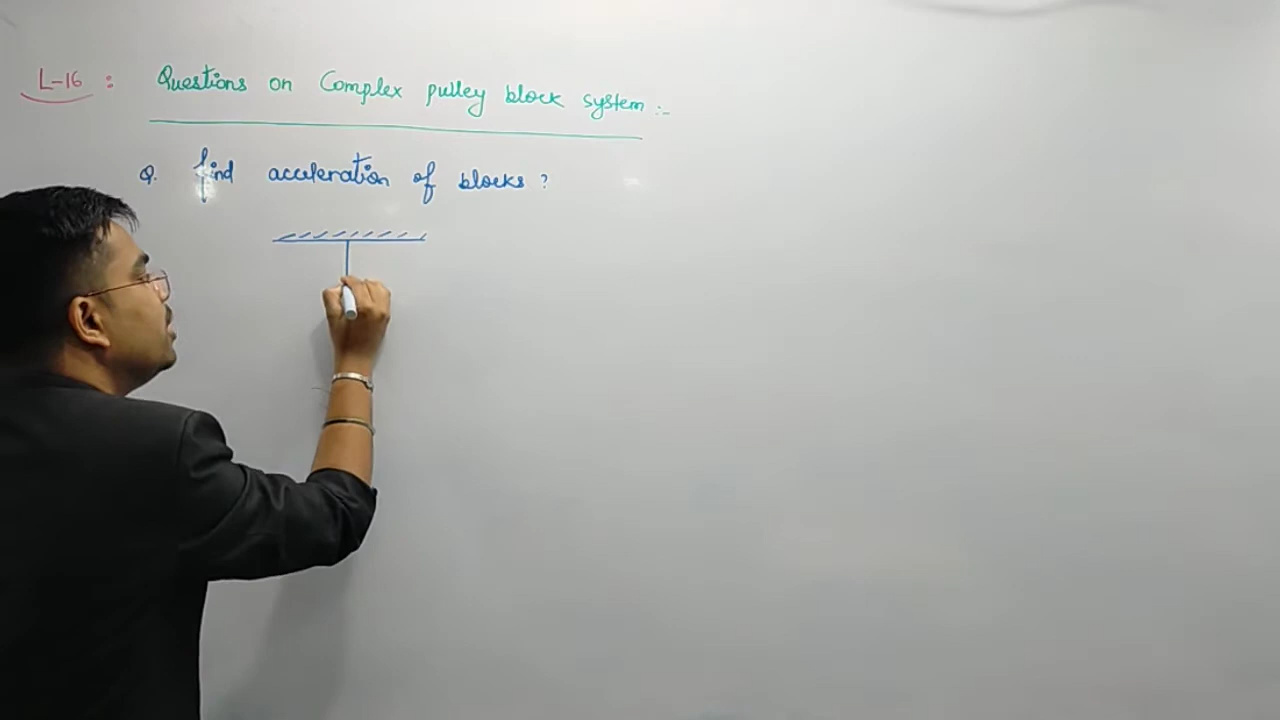 L-16 : Questions on Complex pulley block system :-
Q. find acceleration of blocks ?